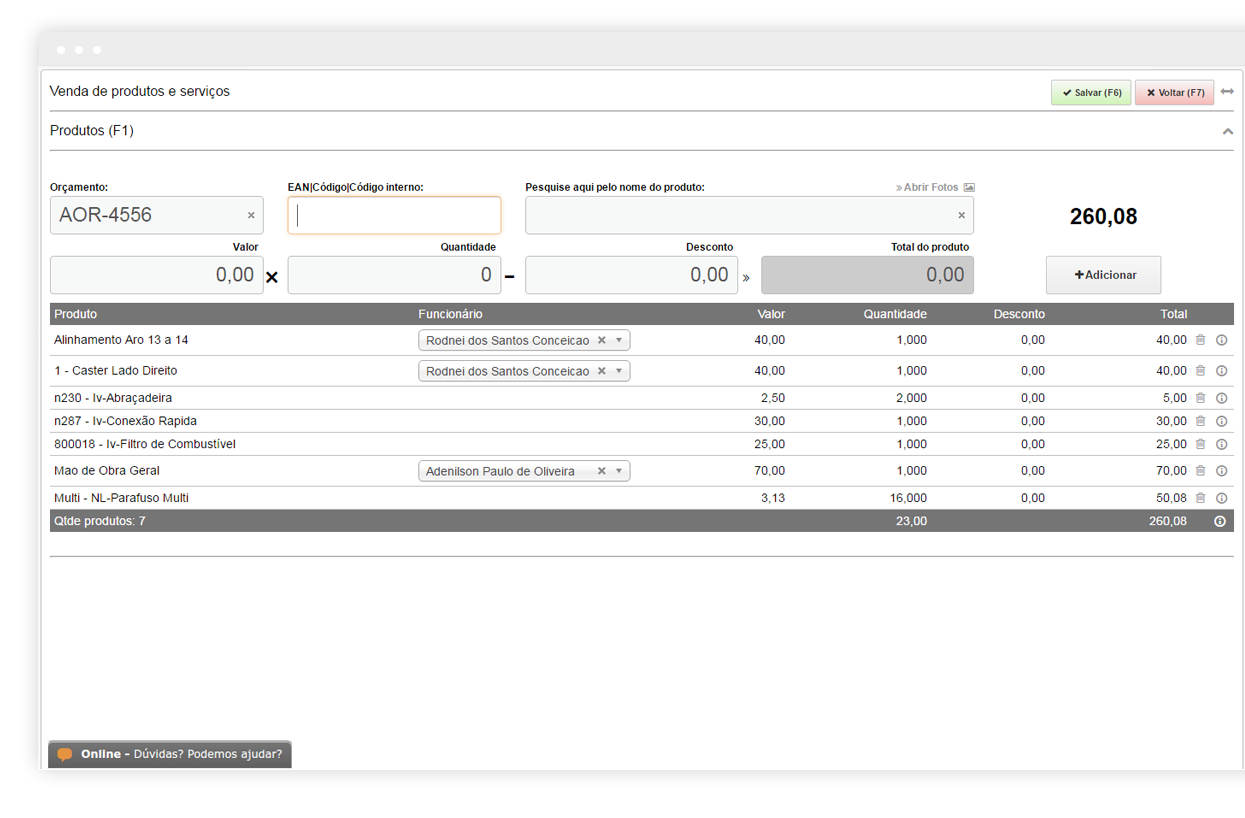 Venda de produtos e serviços
Salvar (F6) Voltar (F7)
Produtos (F1)
Orçamento: EAN|Código|Código interno: Pesquise aqui pelo nome do produto: » Abrir Fotos
AOR-4556 × × 260,08
Valor Quantidade Desconto Total do produto
0,00 × 0 – 0,00 » 0,00 +Adicionar
Produto Funcionário Valor Quantidade Desconto Total
Alinhamento Aro 13 a 14 Rodnei dos Santos Conceicao 40,00 1,000 0,00 40,00
1 - Caster Lado Direito Rodnei dos Santos Conceicao 40,00 1,000 0,00 40,00
n230 - Iv-Abraçadeira 2,50 2,000 0,00 5,00
n287 - Iv-Conexão Rapida 30,00 1,000 0,00 30,00
800018 - Iv-Filtro de Combustível 25,00 1,000 0,00 25,00
Mao de Obra Geral Adenilson Paulo de Oliveira 70,00 1,000 0,00 70,00
Multi - NL-Parafuso Multi 3,13 16,000 0,00 50,08
Qtde produtos: 7 23,00 260,08
Online - Dúvidas? Podemos ajudar?